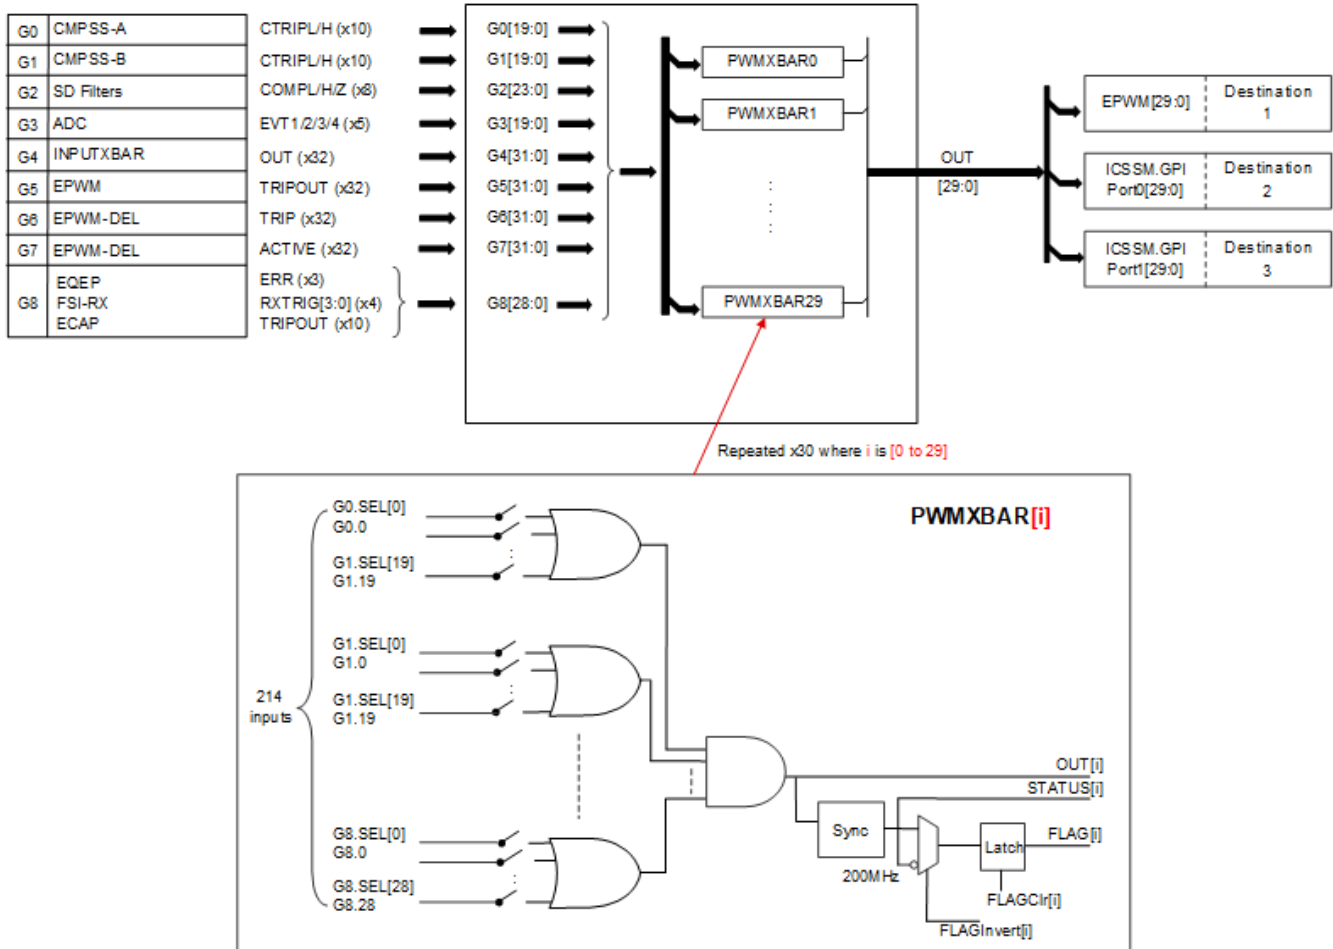 G0 CMPSS-A CTRIPL/H (x10) G0[19:0]
G1 CMPSS-B CTRIPL/H (x10) G1[19:0]
G2 SD Filters COMPL/H/Z (x8) G2[23:0]
G3 ADC EVT1/2/3/4 (x5) G3[19:0]
G4 INPUTXBAR OUT (x32) G4[31:0]
G5 EPWM TRIPOUT (x32) G5[31:0]
G6 EPWM-DEL TRIP (x32) G6[31:0]
G7 EPWM-DEL ACTIVE (x32) G7[31:0]
G8
EQEP ERR (x3)
FSI-RX RXTRIG[3:0] (x4)
ECAP TRIPOUT (x10)
G8[28:0]
PWMXBAR0
PWMXBAR1
PWMXBAR29
OUT
[29:0]
EPWM[29:0]
Destination
1
ICSSM.GPI
Port0[29:0]
Destination
2
ICSSM.GPI
Port1[29:0]
Destination
3
Repeated x30 where i is [0 to 29]
PWMXBAR[i]
214
inputs
G0.SEL[0]
G0.0
G1.SEL[19]
G1.19
G1.SEL[0]
G1.0
G1.SEL[19]
G1.19
G8.SEL[0]
G8.0
G8.SEL[28]
G8.28
OUT[i]
STATUS[i]
Sync
200MHz
Latch
FLAG[i]
FLAGClr[i]
FLAGInvert[i]